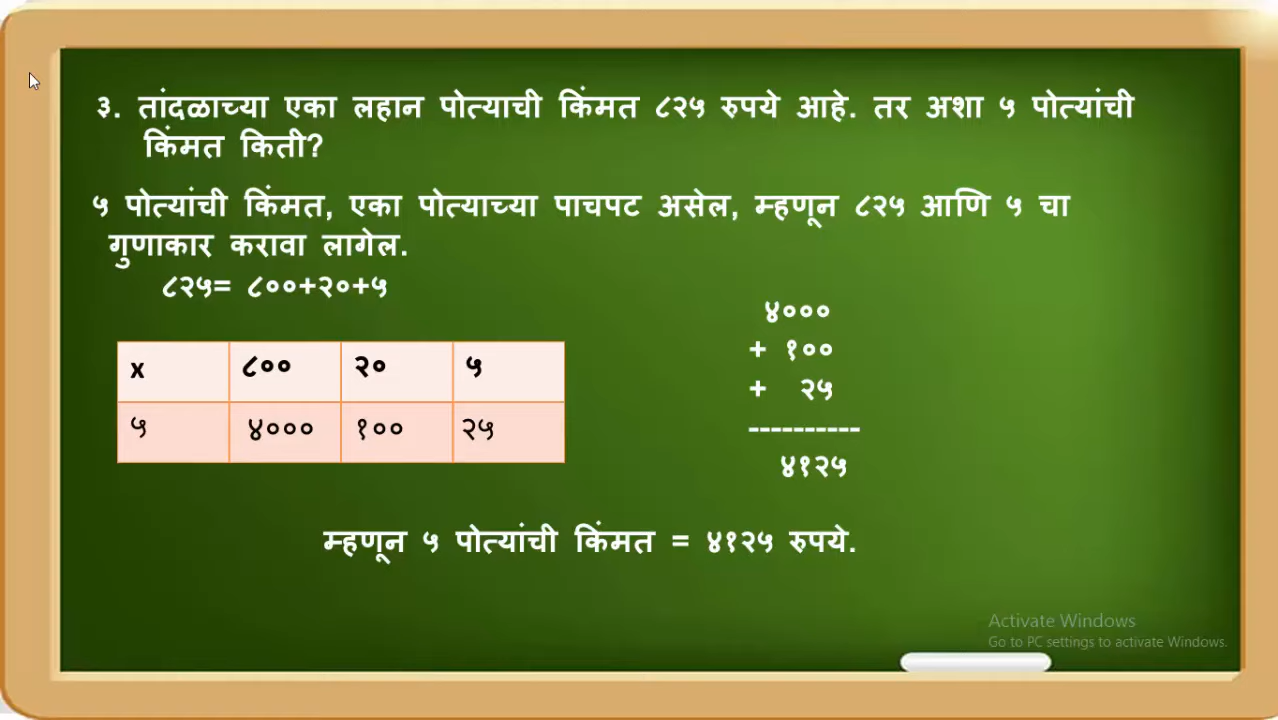 ३. तांदळाच्या एका लहान पोत्याची किंमत ८२५ रुपये आहे. तर अशा ५ पोत्यांची
किंमत किती?
५ पोत्यांची किंमत, एका पोत्याच्या पाचपट असेल, म्हणून ८२५ आणि ५ चा
गुणाकार करावा लागेल.
८२५= ८००+२०+५
x ८०० २० ५
५ ४००० १०० २५
४०००
+ १००
+ २५
----------
४१२५
म्हणून ५ पोत्यांची किंमत = ४१२५ रुपये.
Activate Windows
Go to PC settings to activate Windows.